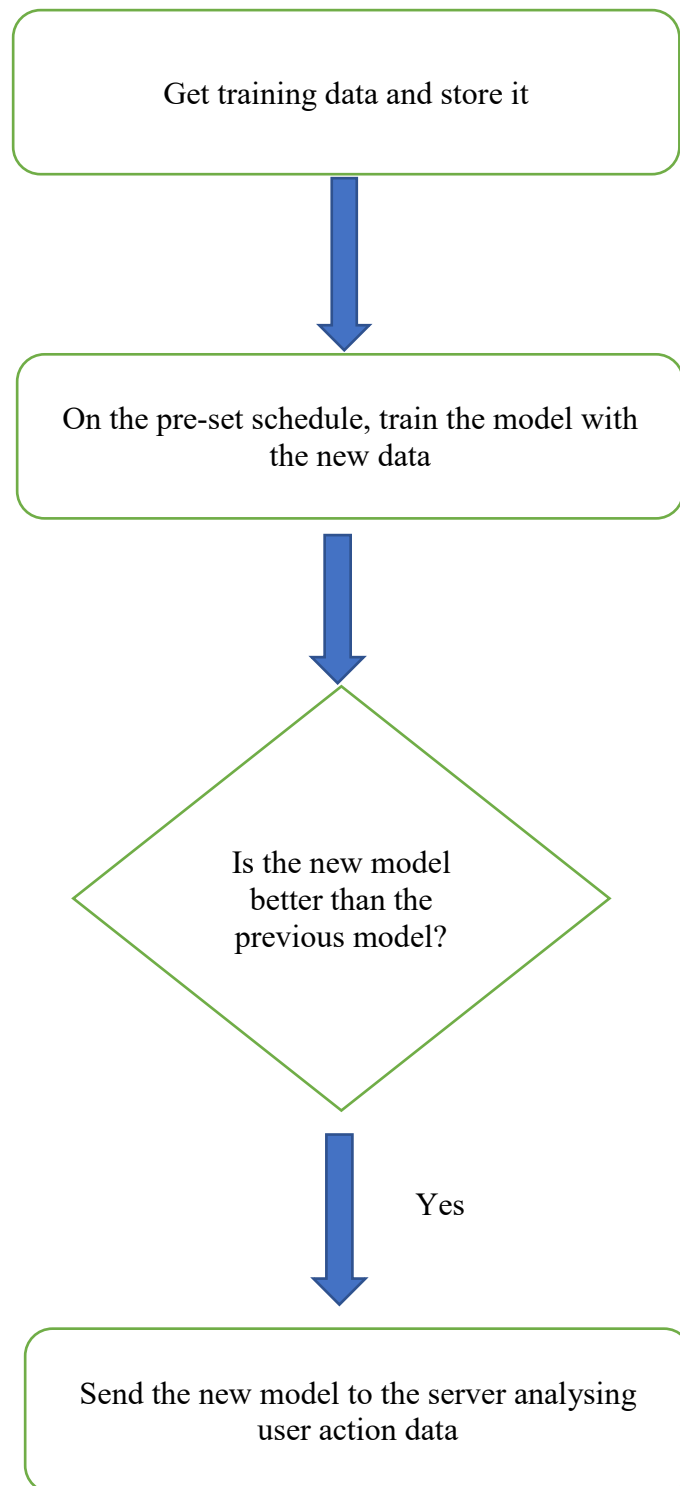 Get training data and store it
On the pre-set schedule, train the model with
the new data
Is the new model
better than the
previous model?
Yes
Send the new model to the server analysing
user action data